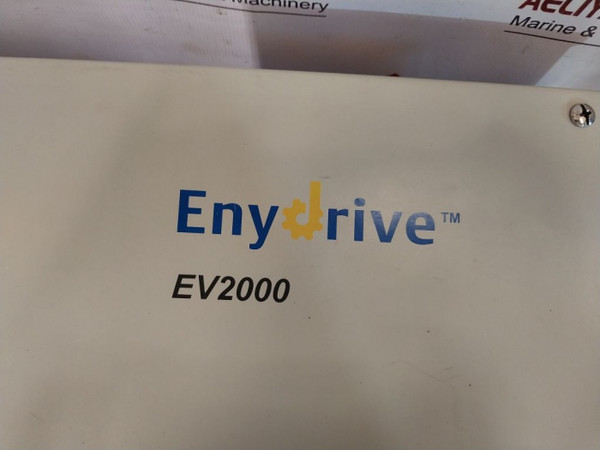 Machinery
Marine &
Enydrive™
EV2000